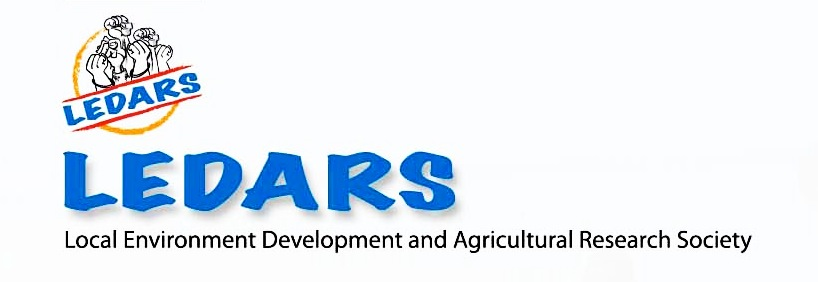 LEDARS
LEDARS
Local Environment Development and Agricultural Research Society